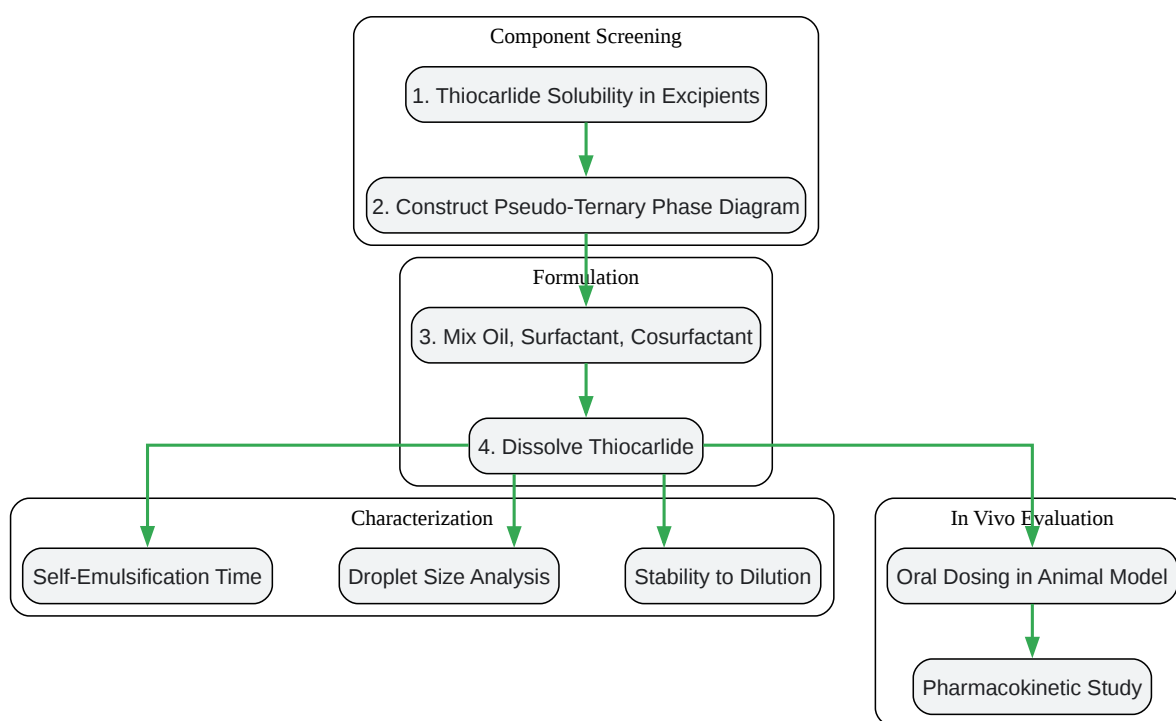 Component Screening
1. Thiocarlide Solubility in Excipients
2. Construct Pseudo-Ternary Phase Diagram
Formulation
3. Mix Oil, Surfactant, Cosurfactant
4. Dissolve Thiocarlide
Characterization
Self-Emulsification Time
Droplet Size Analysis
Stability to Dilution
In Vivo Evaluation
Oral Dosing in Animal Model
Pharmacokinetic Study